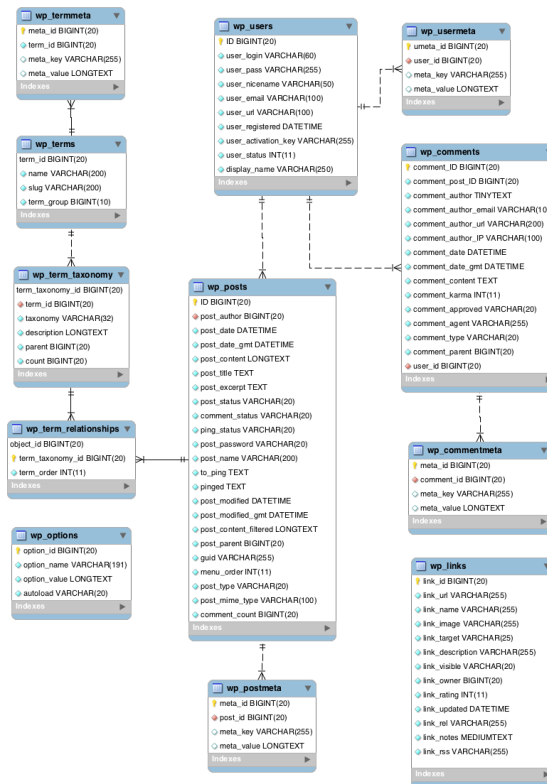 wp_termmeta
meta_id BIGINT(20)
term_id BIGINT(20)
meta_key VARCHAR(255)
meta_value LONGTEXT
Indexes
wp_terms
term_id BIGINT(20)
name VARCHAR(200)
slug VARCHAR(200)
term_group BIGINT(10)
Indexes
wp_term_taxonomy
term_taxonomy_id BIGINT(20)
term_id BIGINT(20)
taxonomy VARCHAR(32)
description LONGTEXT
parent BIGINT(20)
count BIGINT(20)
Indexes
wp_term_relationships
object_id BIGINT(20)
term_taxonomy_id BIGINT(20)
term_order INT(11)
Indexes
wp_options
option_id BIGINT(20)
option_name VARCHAR(191)
option_value LONGTEXT
autoload VARCHAR(20)
Indexes
wp_users
ID BIGINT(20)
user_login VARCHAR(60)
user_pass VARCHAR(255)
user_nicename VARCHAR(50)
user_email VARCHAR(100)
user_url VARCHAR(100)
user_registered DATETIME
user_activation_key VARCHAR(255)
user_status INT(11)
display_name VARCHAR(250)
Indexes
wp_posts
ID BIGINT(20)
post_author BIGINT(20)
post_date DATETIME
post_date_gmt DATETIME
post_content LONGTEXT
post_title TEXT
post_excerpt TEXT
post_status VARCHAR(20)
comment_status VARCHAR(20)
ping_status VARCHAR(20)
post_password VARCHAR(20)
post_name VARCHAR(200)
to_ping TEXT
pinged TEXT
post_modified DATETIME
post_modified_gmt DATETIME
post_content_filtered LONGTEXT
post_parent BIGINT(20)
guid VARCHAR(255)
menu_order INT(11)
post_type VARCHAR(20)
post_mime_type VARCHAR(100)
comment_count BIGINT(20)
Indexes
wp_postmeta
meta_id BIGINT(20)
post_id BIGINT(20)
meta_key VARCHAR(255)
meta_value LONGTEXT
Indexes
wp_usermeta
umeta_id BIGINT(20)
user_id BIGINT(20)
meta_key VARCHAR(255)
meta_value LONGTEXT
Indexes
wp_comments
comment_ID BIGINT(20)
comment_post_ID BIGINT(20)
comment_author TINYTEXT
comment_author_email VARCHAR(10
comment_author_url VARCHAR(200)
comment_author_IP VARCHAR(100)
comment_date DATETIME
comment_date_gmt DATETIME
comment_content TEXT
comment_karma INT(11)
comment_approved VARCHAR(20)
comment_agent VARCHAR(255)
comment_type VARCHAR(20)
comment_parent BIGINT(20)
user_id BIGINT(20)
Indexes
wp_commentmeta
meta_id BIGINT(20)
comment_id BIGINT(20)
meta_key VARCHAR(255)
meta_value LONGTEXT
Indexes
wp_links
link_id BIGINT(20)
link_url VARCHAR(255)
link_name VARCHAR(255)
link_image VARCHAR(255)
link_target VARCHAR(25)
link_description VARCHAR(255)
link_visible VARCHAR(20)
link_owner BIGINT(20)
link_rating INT(11)
link_updated DATETIME
link_rel VARCHAR(255)
link_notes MEDIUMTEXT
link_rss VARCHAR(255)
Indexes